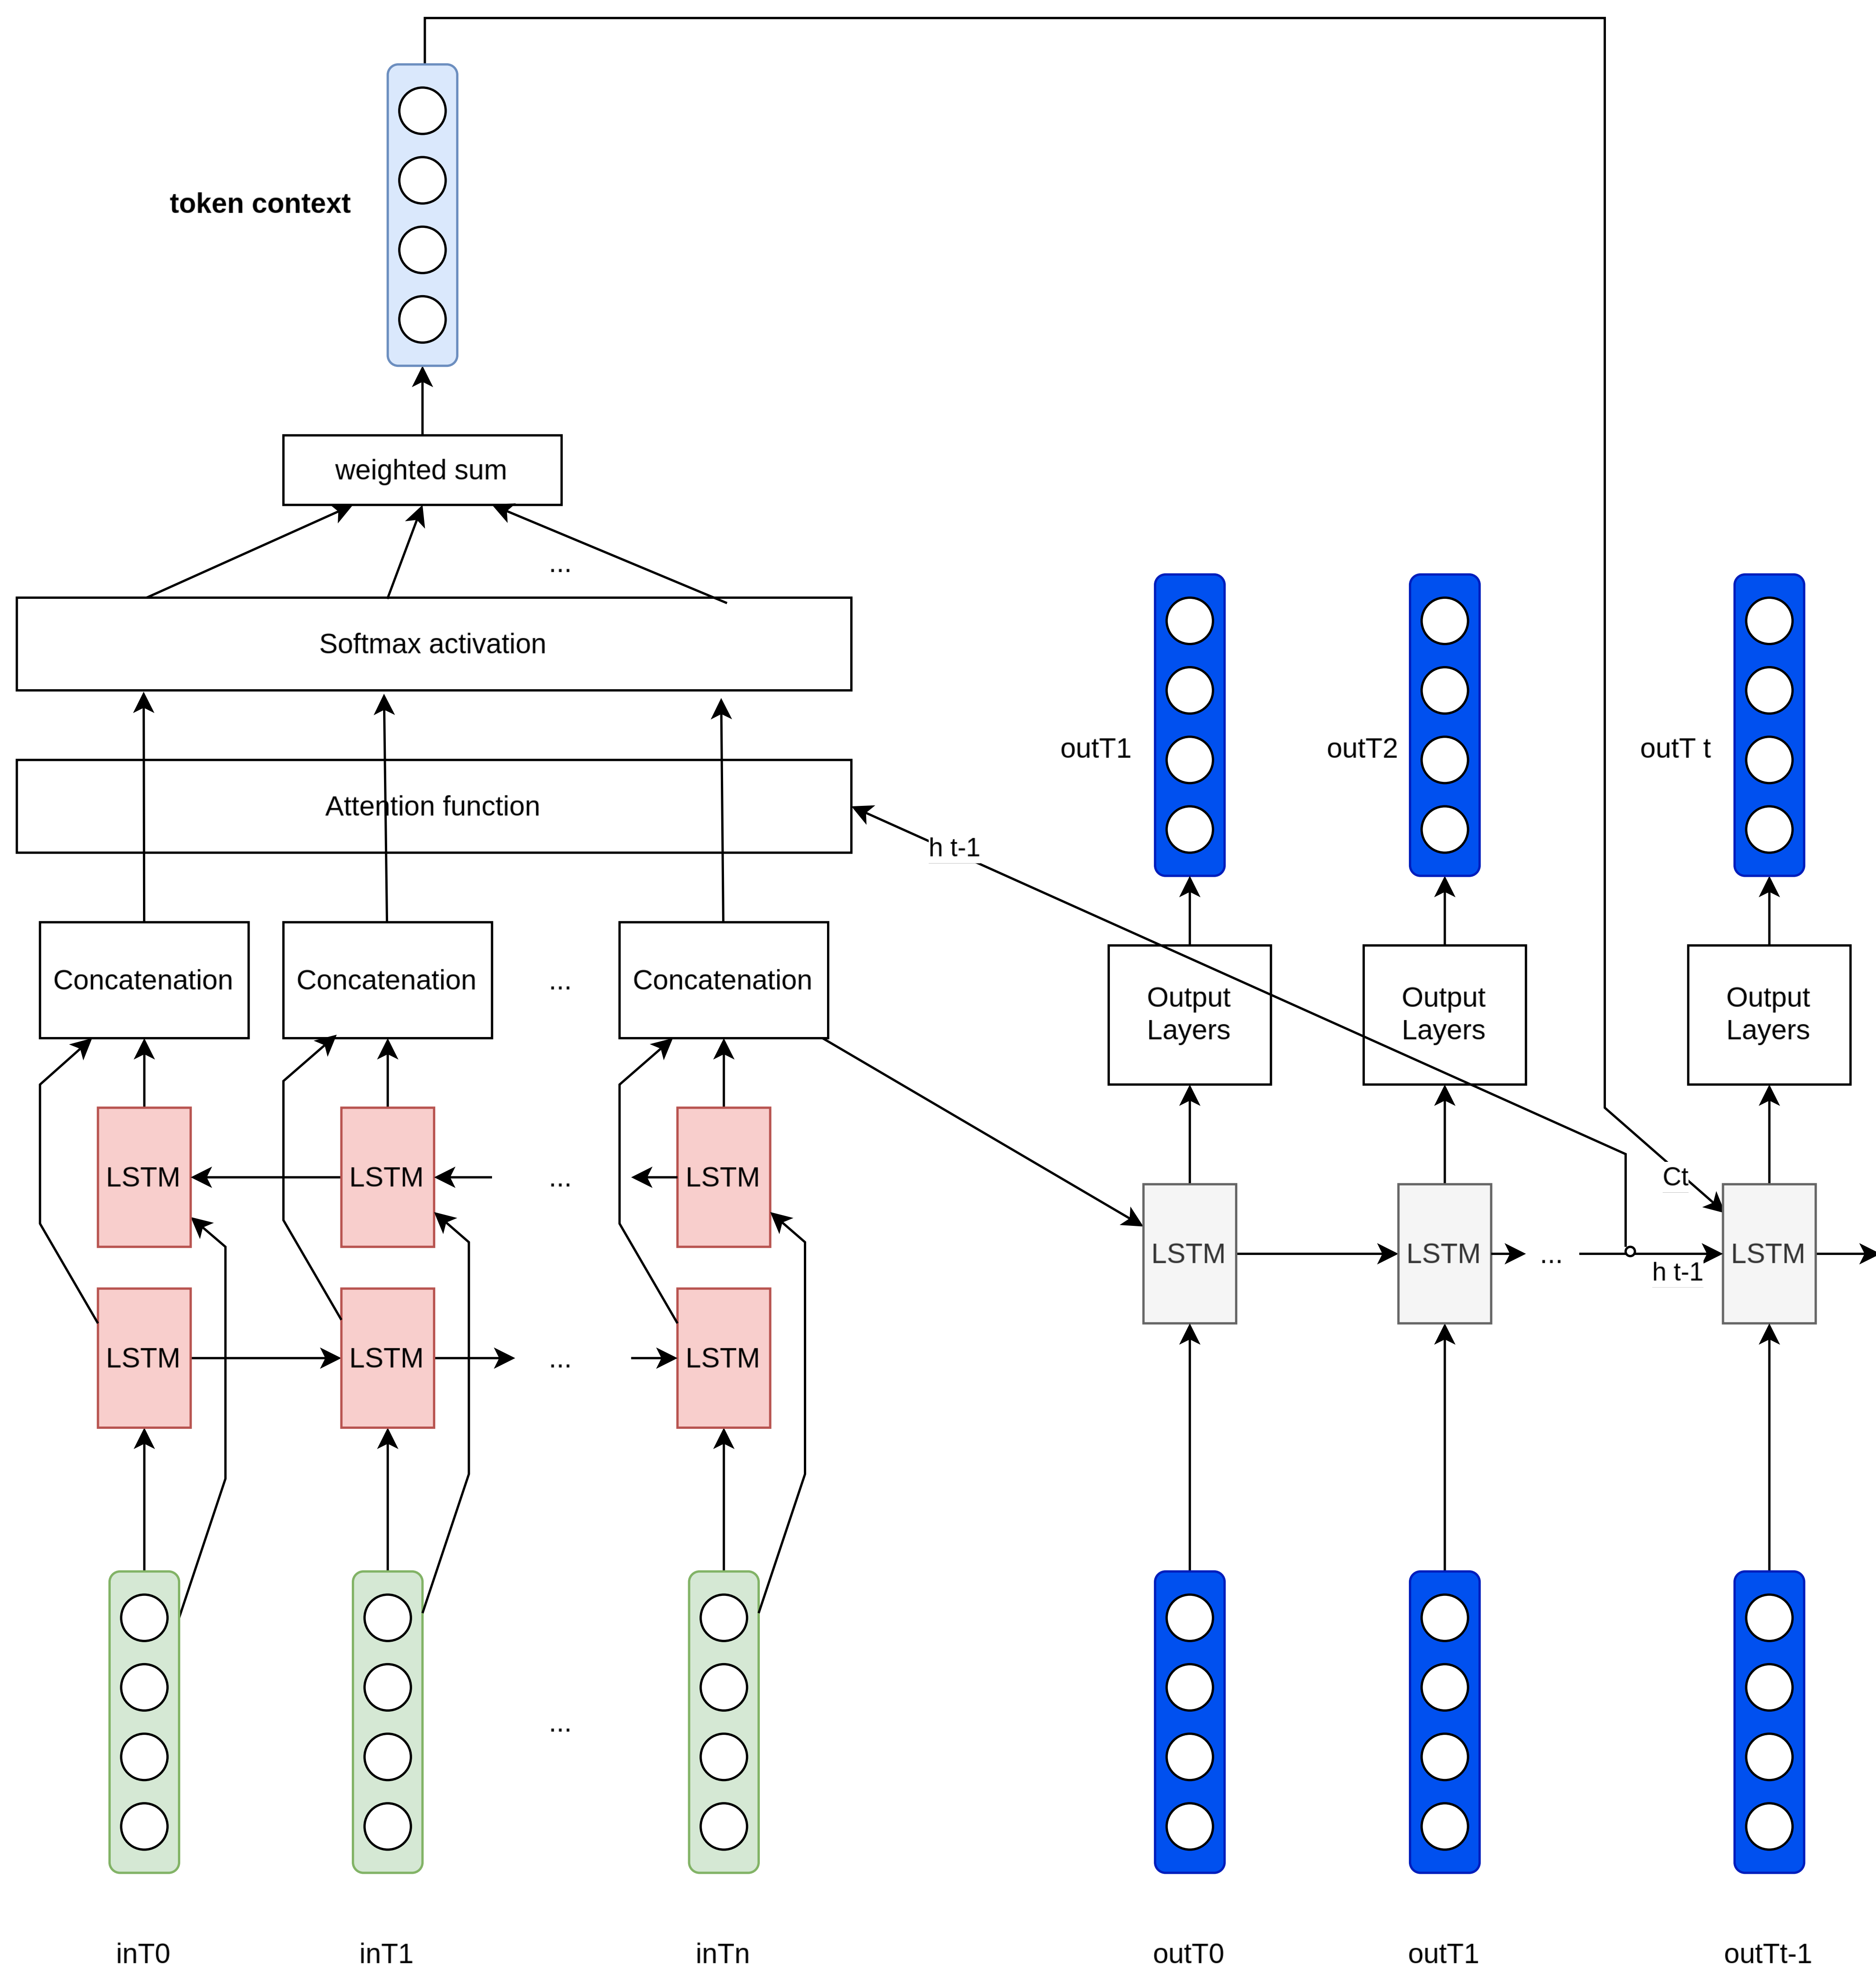 token context
weighted sum
...
Softmax activation
outT1
outT2
outT t
Attention function
h t-1
Concatenation
Concatenation
...
Concatenation
Output
Layers
Output
Layers
Output
Layers
LSTM
LSTM
...
LSTM
Ct
LSTM
LSTM
...
h t-1
LSTM
LSTM
LSTM
...
LSTM
...
inT0
inT1
inTn
outT0
outT1
outTt-1